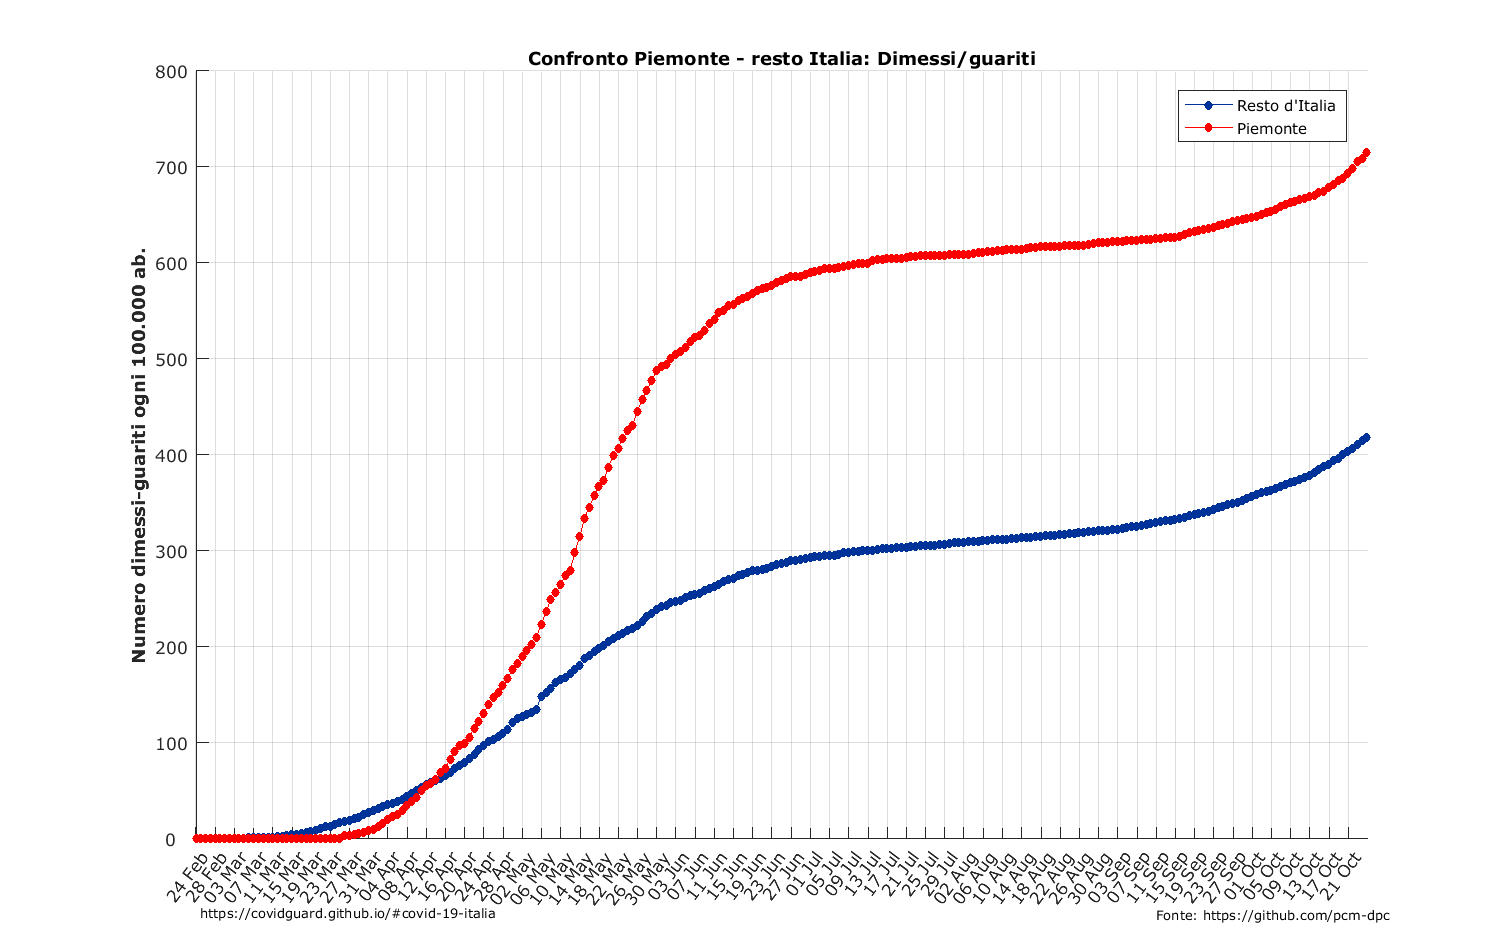 Confronto Piemonte - resto Italia: Dimessi/guariti
Resto d'Italia
Piemonte
Numero dimessi-guariti ogni 100.000 ab.
800
700
600
500
400
300
200
100
0
24 Feb
28 Feb
03 Mar
07 Mar
11 Mar
15 Mar
19 Mar
23 Mar
27 Mar
31 Mar
04 Apr
08 Apr
12 Apr
16 Apr
20 Apr
24 Apr
28 Apr
02 May
06 May
10 May
14 May
18 May
22 May
26 May
30 May
03 Jun
07 Jun
11 Jun
15 Jun
19 Jun
23 Jun
27 Jun
01 Jul
05 Jul
09 Jul
13 Jul
17 Jul
21 Jul
25 Jul
29 Jul
02 Aug
06 Aug
10 Aug
14 Aug
18 Aug
22 Aug
26 Aug
30 Aug
03 Sep
07 Sep
11 Sep
15 Sep
19 Sep
23 Sep
27 Sep
01 Oct
05 Oct
09 Oct
13 Oct
17 Oct
21 Oct
https://covidguard.github.io/#covid-19-italia
Fonte: https://github.com/pcm-dpc